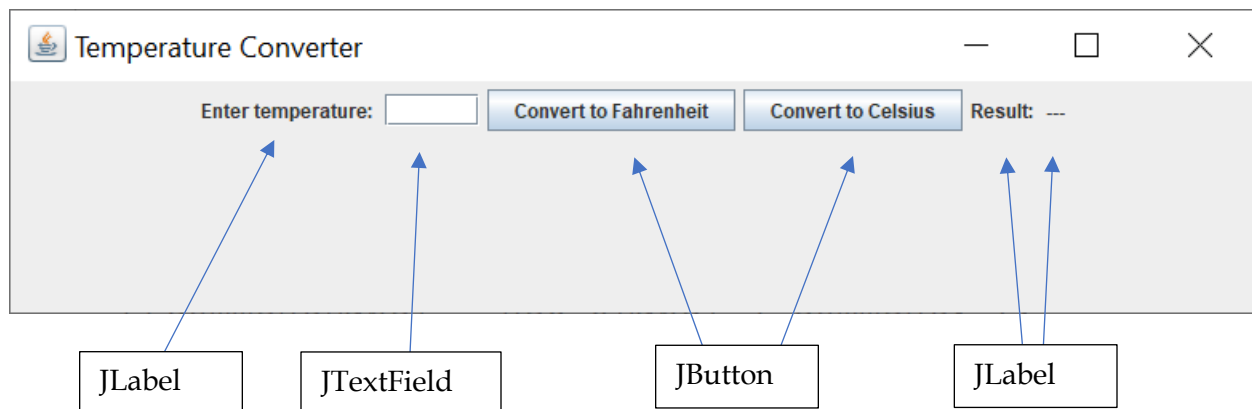 Temperature Converter
Enter temperature: Convert to Fahrenheit Convert to Celsius Result: ---
JLabel JTextField JButton JLabel